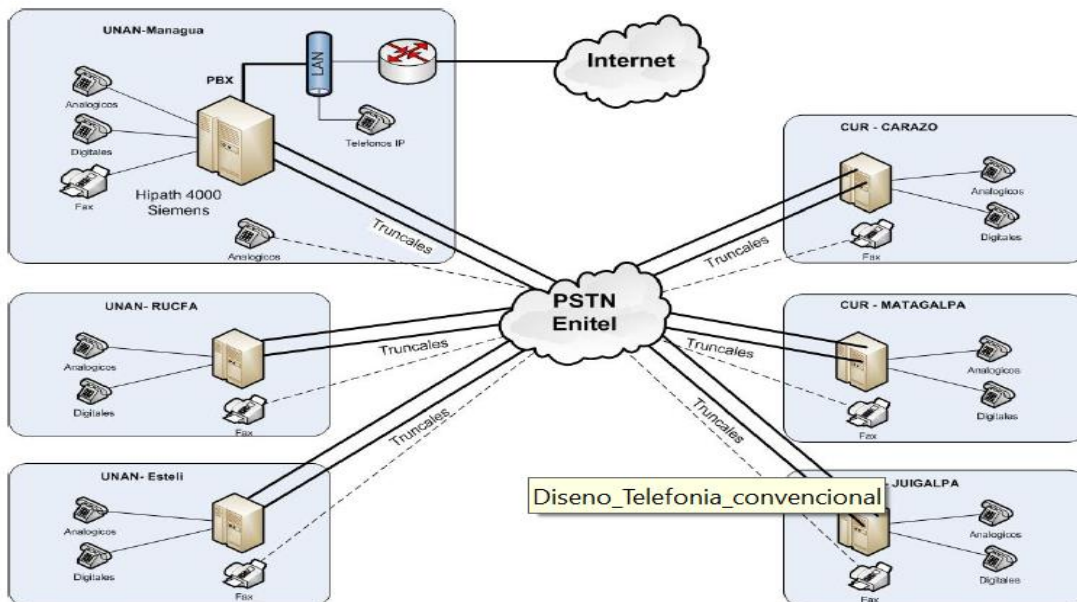 UNAN-Managua
PBX
LAN
Analogicos
Digitales
Fax
Telefonos IP
Hipath 4000
Siemens
Analogicos
Truncales
Internet
CUR - CARAZO
Analogicos
Digitales
Fax
Truncales
PSTN
Enitel
UNAN- RUCFA
Analogicos
Digitales
Fax
Truncales
CUR - MATAGALPA
Analogicos
Digitales
Fax
Truncales
UNAN- Esteli
Analogicos
Digitales
Fax
Truncales
Diseno_Telefonia_convencional
- JUIGALPA
Analogicos
Digitales
Fax
Truncales